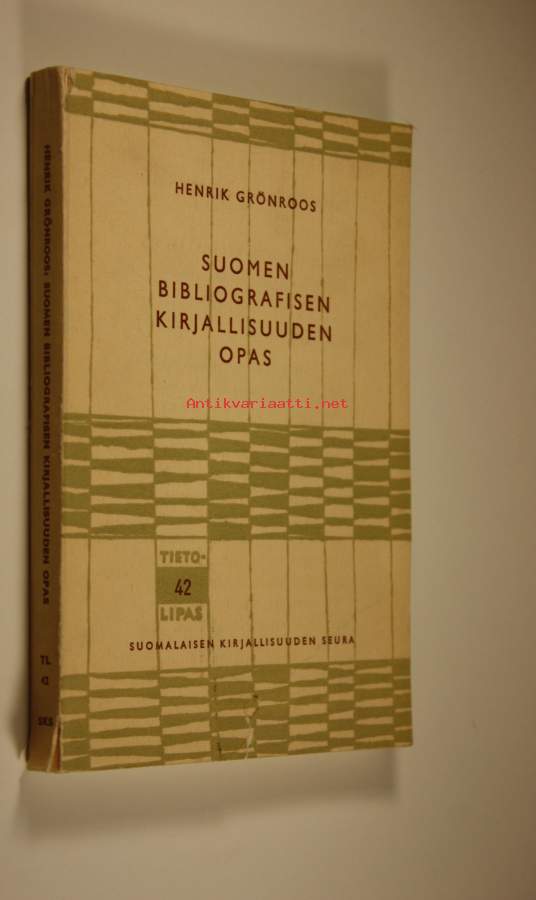 HENRIK GRÖNROOS
SUOMEN
BIBLIOGRAFISEN
KIRJALLISUUDEN
OPAS
Antikvariaatti.net
TIETO-
42
LIPAS
SUOMALAISEN KIRJALLISUUDEN SEURA
HENRIK GRÖNROOS: SUOMEN BIBLIOGRAFISEN KIRJALLISUUDEN OPAS
TL
42
SKS